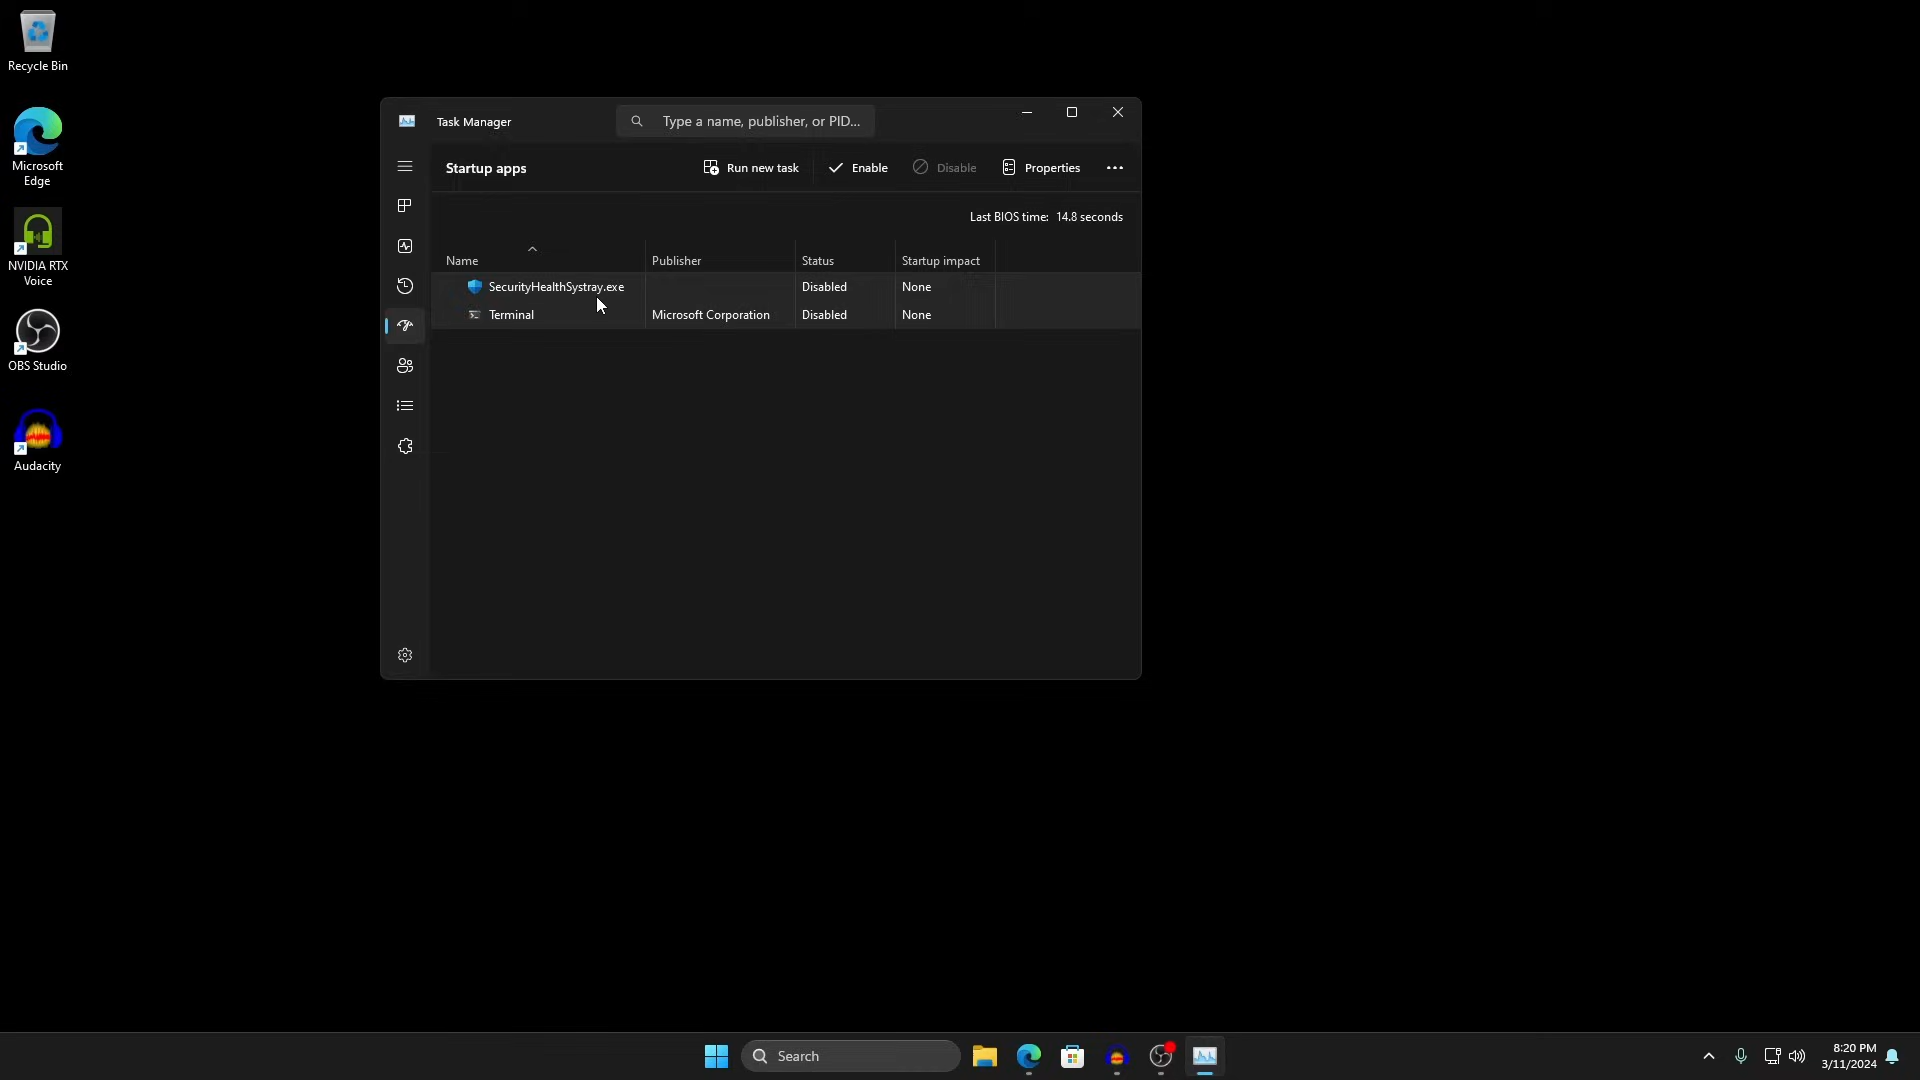 Recycle Bin
Microsoft
Edge
NVIDIA RTX
Voice
OBS Studio
Audacity
Task Manager
Type a name, publisher, or PID...
Startup apps
Run new task
Enable
Disable
Properties
Last BIOS time: 14.8 seconds
Name Publisher Status Startup impact
SecurityHealthSystray.exe Disabled None
Terminal Microsoft Corporation Disabled None
Search
8:20 PM
3/11/2024